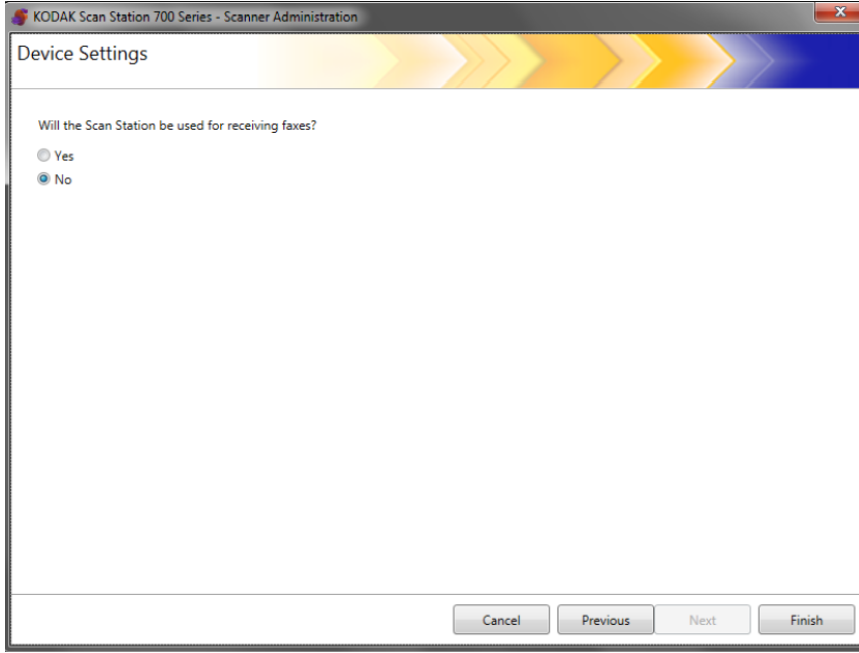 KODAK Scan Station 700 Series - Scanner Administration
Device Settings
Will the Scan Station be used for receiving faxes?
Yes
No
Cancel Previous Next Finish